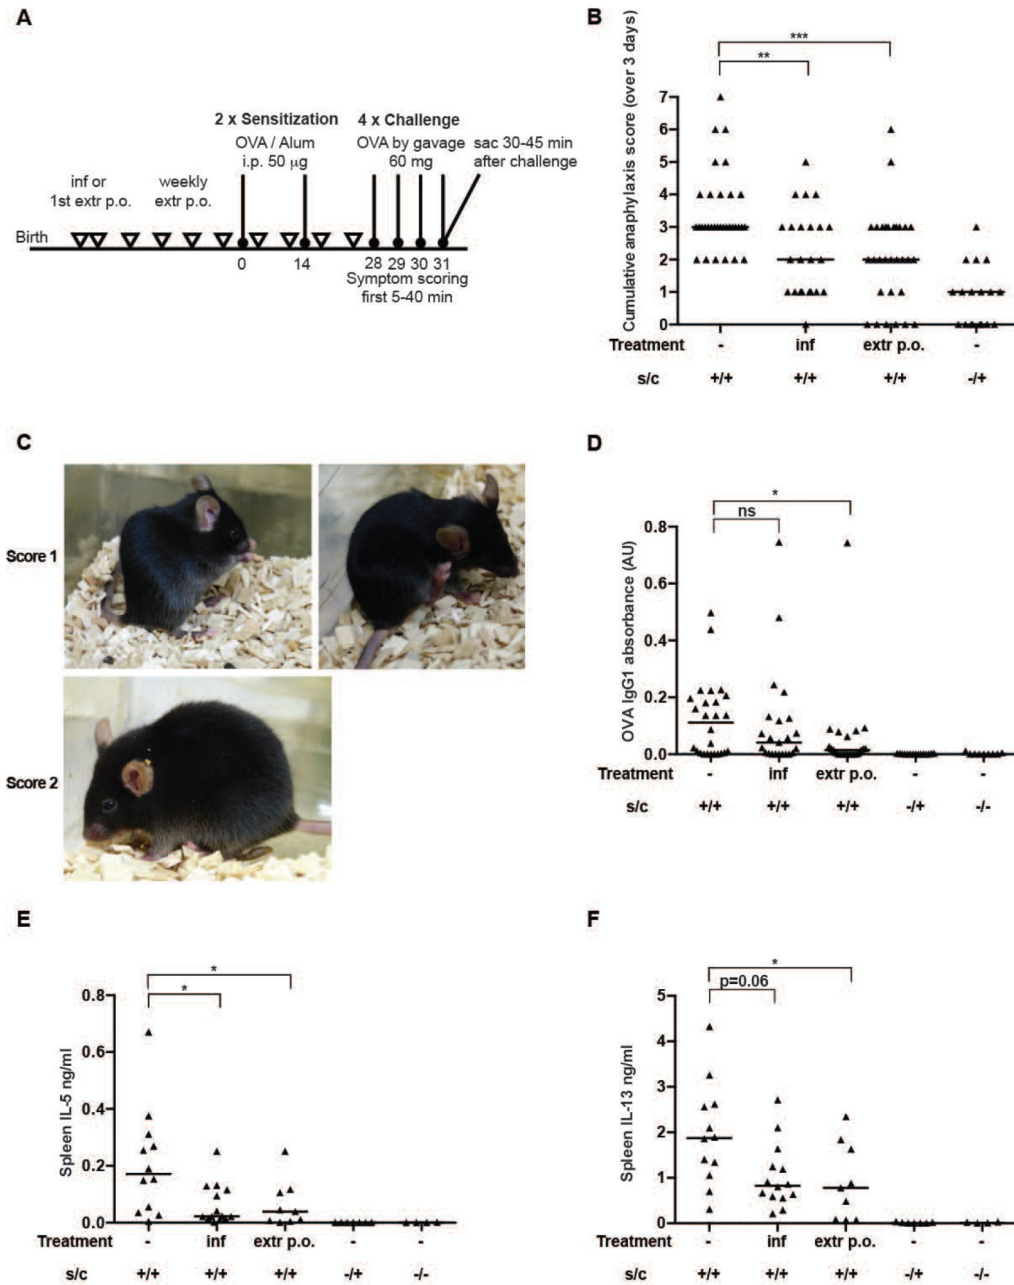 A
2 x Sensitization
OVA / Alum
i.p. 50 µg
4 x Challenge
OVA by gavage
60 mg
sac 30-45 min
after challenge
inf or
1st extr p.o.
weekly
extr p.o.
Birth
0 14 28 29 30 31
Symptom scoring
first 5-40 min
B
***
**
Cumulative anaphylaxis score (over 3 days)
7
6
5
4
3
2
1
0
Treatment - inf extr p.o. -
s/c +/+ +/+ +/+ -/+
C
Score 1
Score 2
D
*
ns
OVA IgG1 absorbance (AU)
0.8
0.6
0.4
0.2
0.0
Treatment - inf extr p.o. - -
s/c +/+ +/+ +/+ -/+ -/-
E
*
*
Spleen IL-5 ng/ml
0.8
0.6
0.4
0.2
0.0
Treatment - inf extr p.o. - -
s/c +/+ +/+ +/+ -/+ -/-
F
*
p=0.06
Spleen IL-13 ng/ml
5
4
3
2
1
0
Treatment - inf extr p.o. - -
s/c +/+ +/+ +/+ -/+ -/-